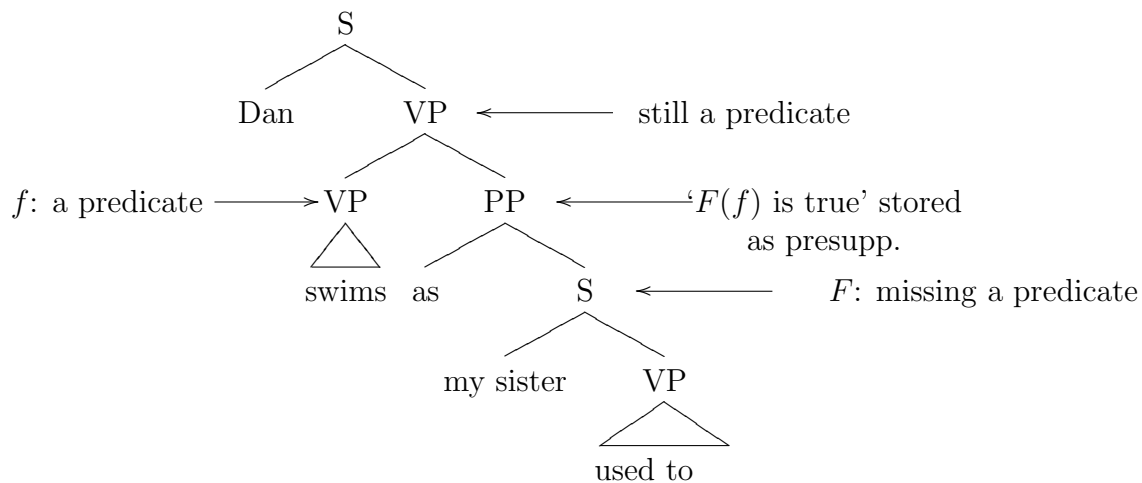 S
Dan VP still a predicate
f: a predicate VP PP ‘F(f) is true’ stored
as presupp.
swims as S F: missing a predicate
my sister VP
used to